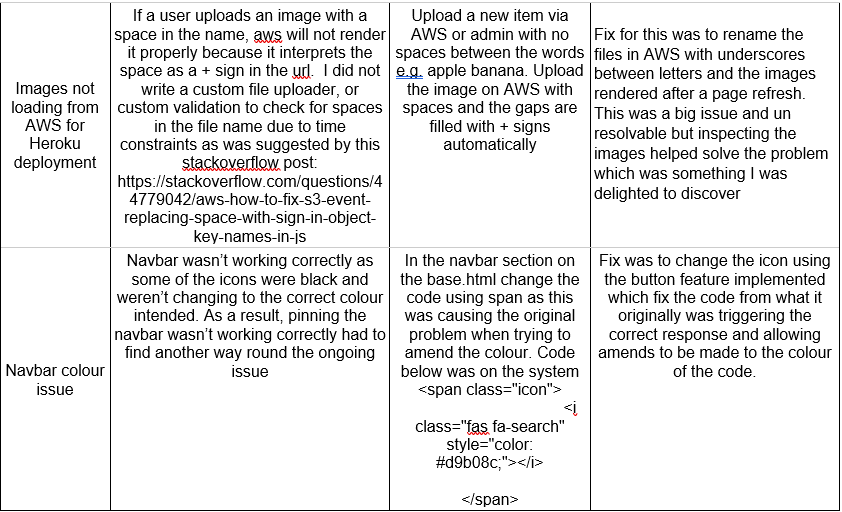 Images not
loading from
AWS for
Heroku
deployment
If a user uploads an image with a
space in the name, aws will not render
it properly because it interprets the
space as a + sign in the url.  I did not
write a custom file uploader, or
custom validation to check for spaces
in the file name due to time
constraints as was suggested by this
stackoverflow post:
https://stackoverflow.com/questions/4
4779042/aws-how-to-fix-s3-event-
replacing-space-with-sign-in-object-
key-names-in-js
Upload a new item via
AWS or admin with no
spaces between the words
e.g. apple banana. Upload
the image on AWS with
spaces and the gaps are
filled with + signs
automatically
Fix for this was to rename the
files in AWS with underscores
between letters and the images
rendered after a page refresh.
This was a big issue and un
resolvable but inspecting the
images helped solve the problem
which was something I was
delighted to discover
Navbar colour
issue
Navbar wasn't working correctly as
some of the icons were black and
weren't changing to the correct colour
intended. As a result, pinning the
navbar wasn't working correctly had to
find another way round the ongoing
issue
In the navbar section on
the base.html change the
code using span as this
was causing the original
problem when trying to
amend the colour. Code
below was on the system
<span class="icon">
<i
class="fas fa-search"
style="color:
#d9b08c;"></i>
</span>
Fix was to change the icon using
the button feature implemented
which fix the code from what it
originally was triggering the
correct response and allowing
amends to be made to the colour
of the code.